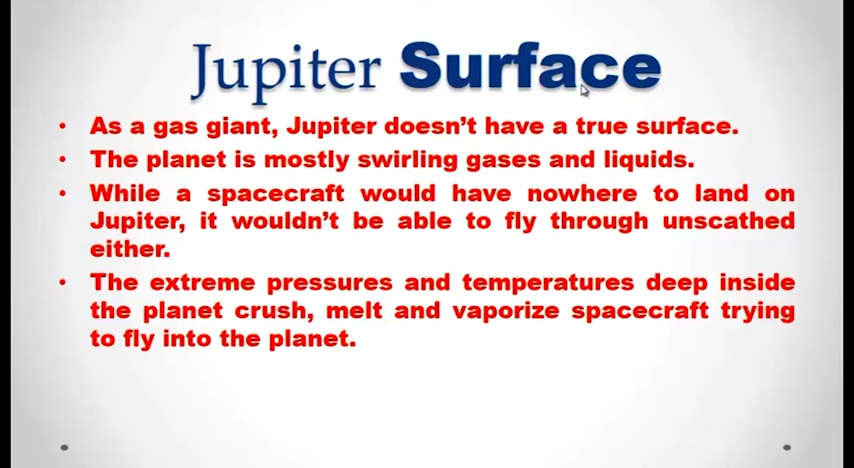 Jupiter Surface
• As a gas giant, Jupiter doesn’t have a true surface.
• The planet is mostly swirling gases and liquids.
• While a spacecraft would have nowhere to land on
Jupiter, it wouldn’t be able to fly through unscathed
either.
• The extreme pressures and temperatures deep inside
the planet crush, melt and vaporize spacecraft trying
to fly into the planet.